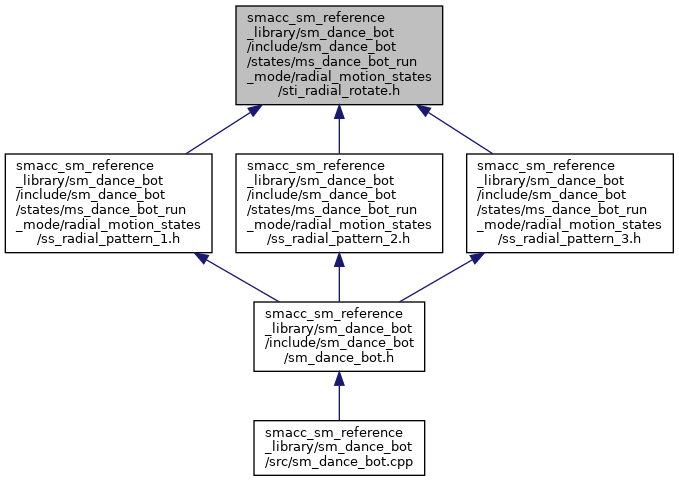 smacc_sm_reference
_library/sm_dance_bot
/include/sm_dance_bot
/states/ms_dance_bot_run
_mode/radial_motion_states
/sti_radial_rotate.h
smacc_sm_reference
_library/sm_dance_bot
/include/sm_dance_bot
/states/ms_dance_bot_run
_mode/radial_motion_states
/ss_radial_pattern_1.h
smacc_sm_reference
_library/sm_dance_bot
/include/sm_dance_bot
/states/ms_dance_bot_run
_mode/radial_motion_states
/ss_radial_pattern_2.h
smacc_sm_reference
_library/sm_dance_bot
/include/sm_dance_bot
/states/ms_dance_bot_run
_mode/radial_motion_states
/ss_radial_pattern_3.h
smacc_sm_reference
_library/sm_dance_bot
/include/sm_dance_bot
/sm_dance_bot.h
smacc_sm_reference
_library/sm_dance_bot
/src/sm_dance_bot.cpp